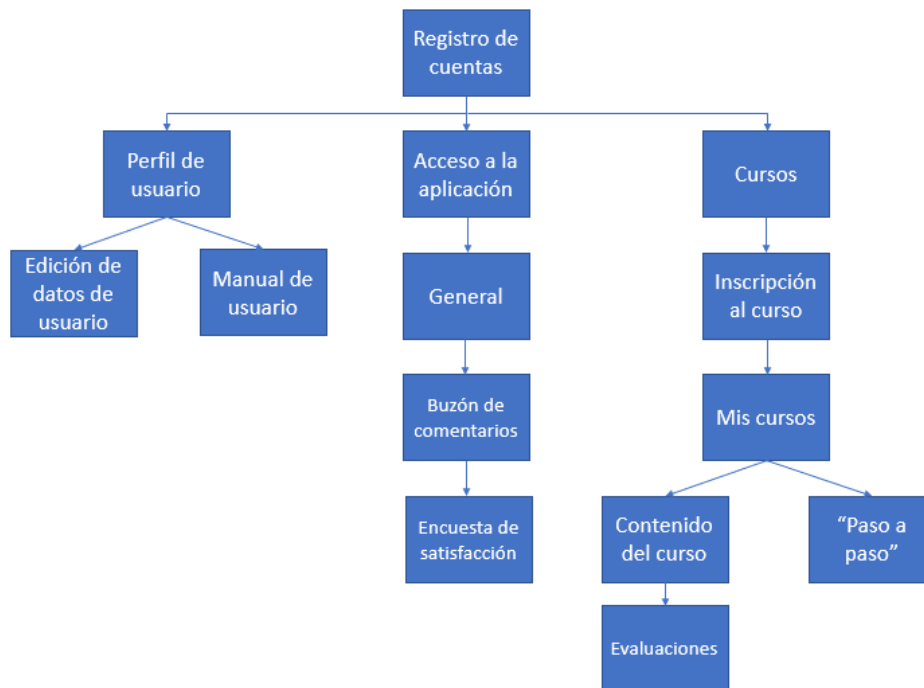 Registro de
cuentas
Perfil de
usuario
Acceso a la
aplicación
Cursos
Edición de
datos de
usuario
Manual de
usuario
General
Inscripción
al curso
Buzón de
comentarios
Mis cursos
Encuesta de
satisfacción
Contenido
del curso
“Paso a
paso”
Evaluaciones